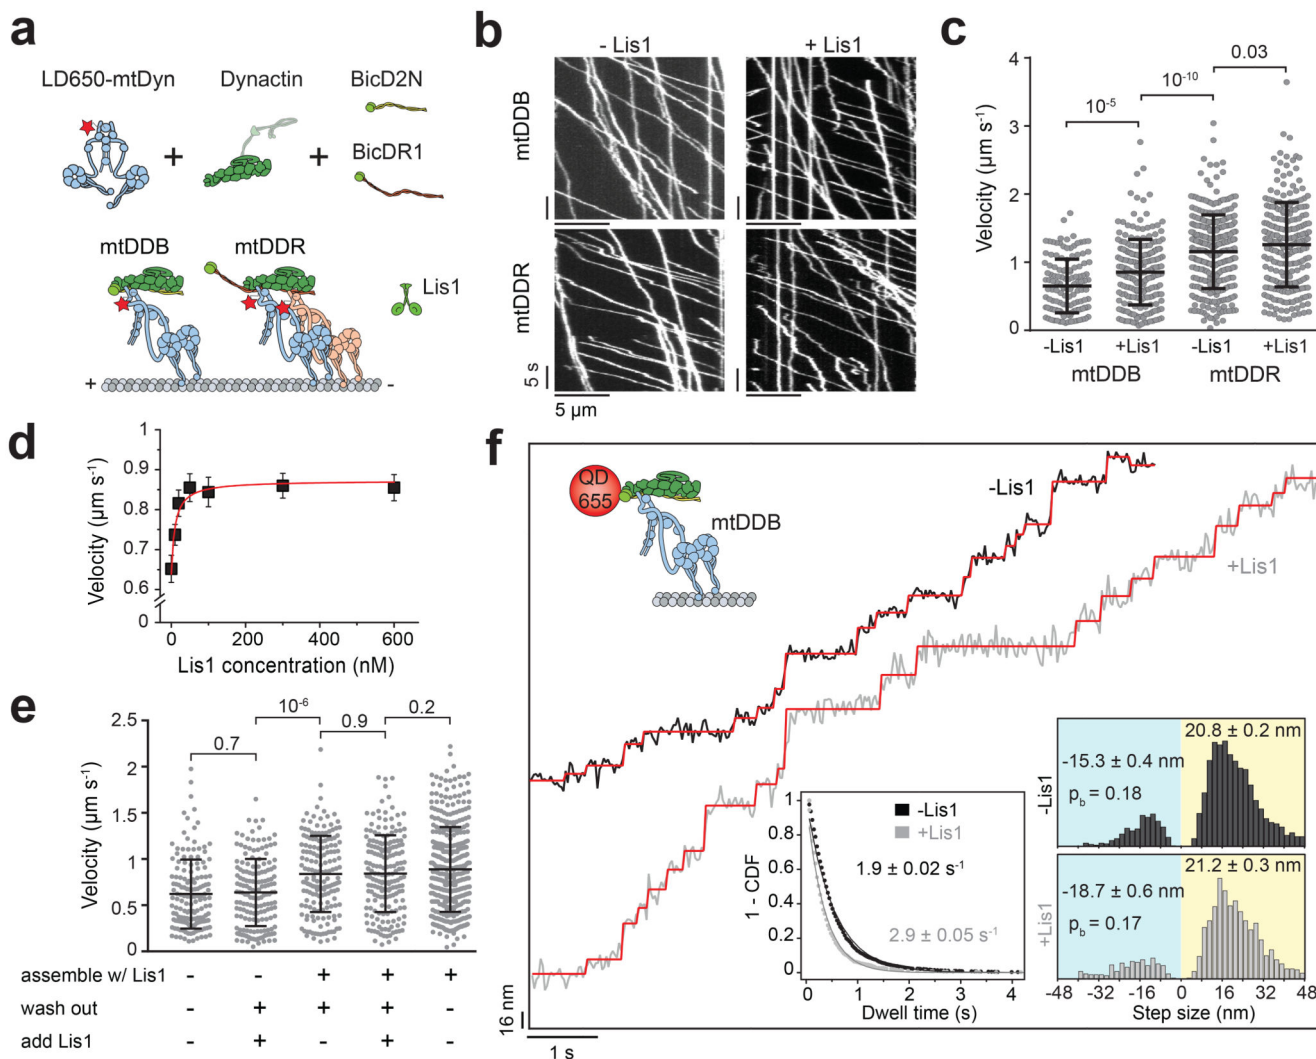 a
LD650-mtDyn
Dynactin
BicD2N
+
+
BicDR1
mtDDB
mtDDR
Lis1
+
-
b
- Lis1
+ Lis1
mtDDB
mtDDR
5 s
5 µm
c
Velocity (µm s⁻¹)
4
3
2
1
0
10⁻⁵
10⁻¹⁰
0.03
-Lis1 +Lis1 -Lis1 +Lis1
mtDDB mtDDR
d
Velocity (µm s⁻¹)
1
0.9
0.8
0.7
0.6
0
0 200 400 600
Lis1 concentration (nM)
e
Velocity (µm s⁻¹)
2.5
2
1.5
1
0.5
0
0.7
10⁻⁶
0.9
0.2
assemble w/ Lis1 - - + + +
wash out - + + + -
add Lis1 - + - + -
f
QD
655
mtDDB
-Lis1
+Lis1
16 nm
1 s
1 - CDF
1
0.8
0.6
0.4
0.2
0
-Lis1
+Lis1
1.9 ± 0.02 s⁻¹
2.9 ± 0.05 s⁻¹
0 1 2 3 4
Dwell time (s)
-Lis1
20.8 ± 0.2 nm
-15.3 ± 0.4 nm
p_b = 0.18
+Lis1
21.2 ± 0.3 nm
-18.7 ± 0.6 nm
p_b = 0.17
-48 -32 -16 0 16 32 48
Step size (nm)